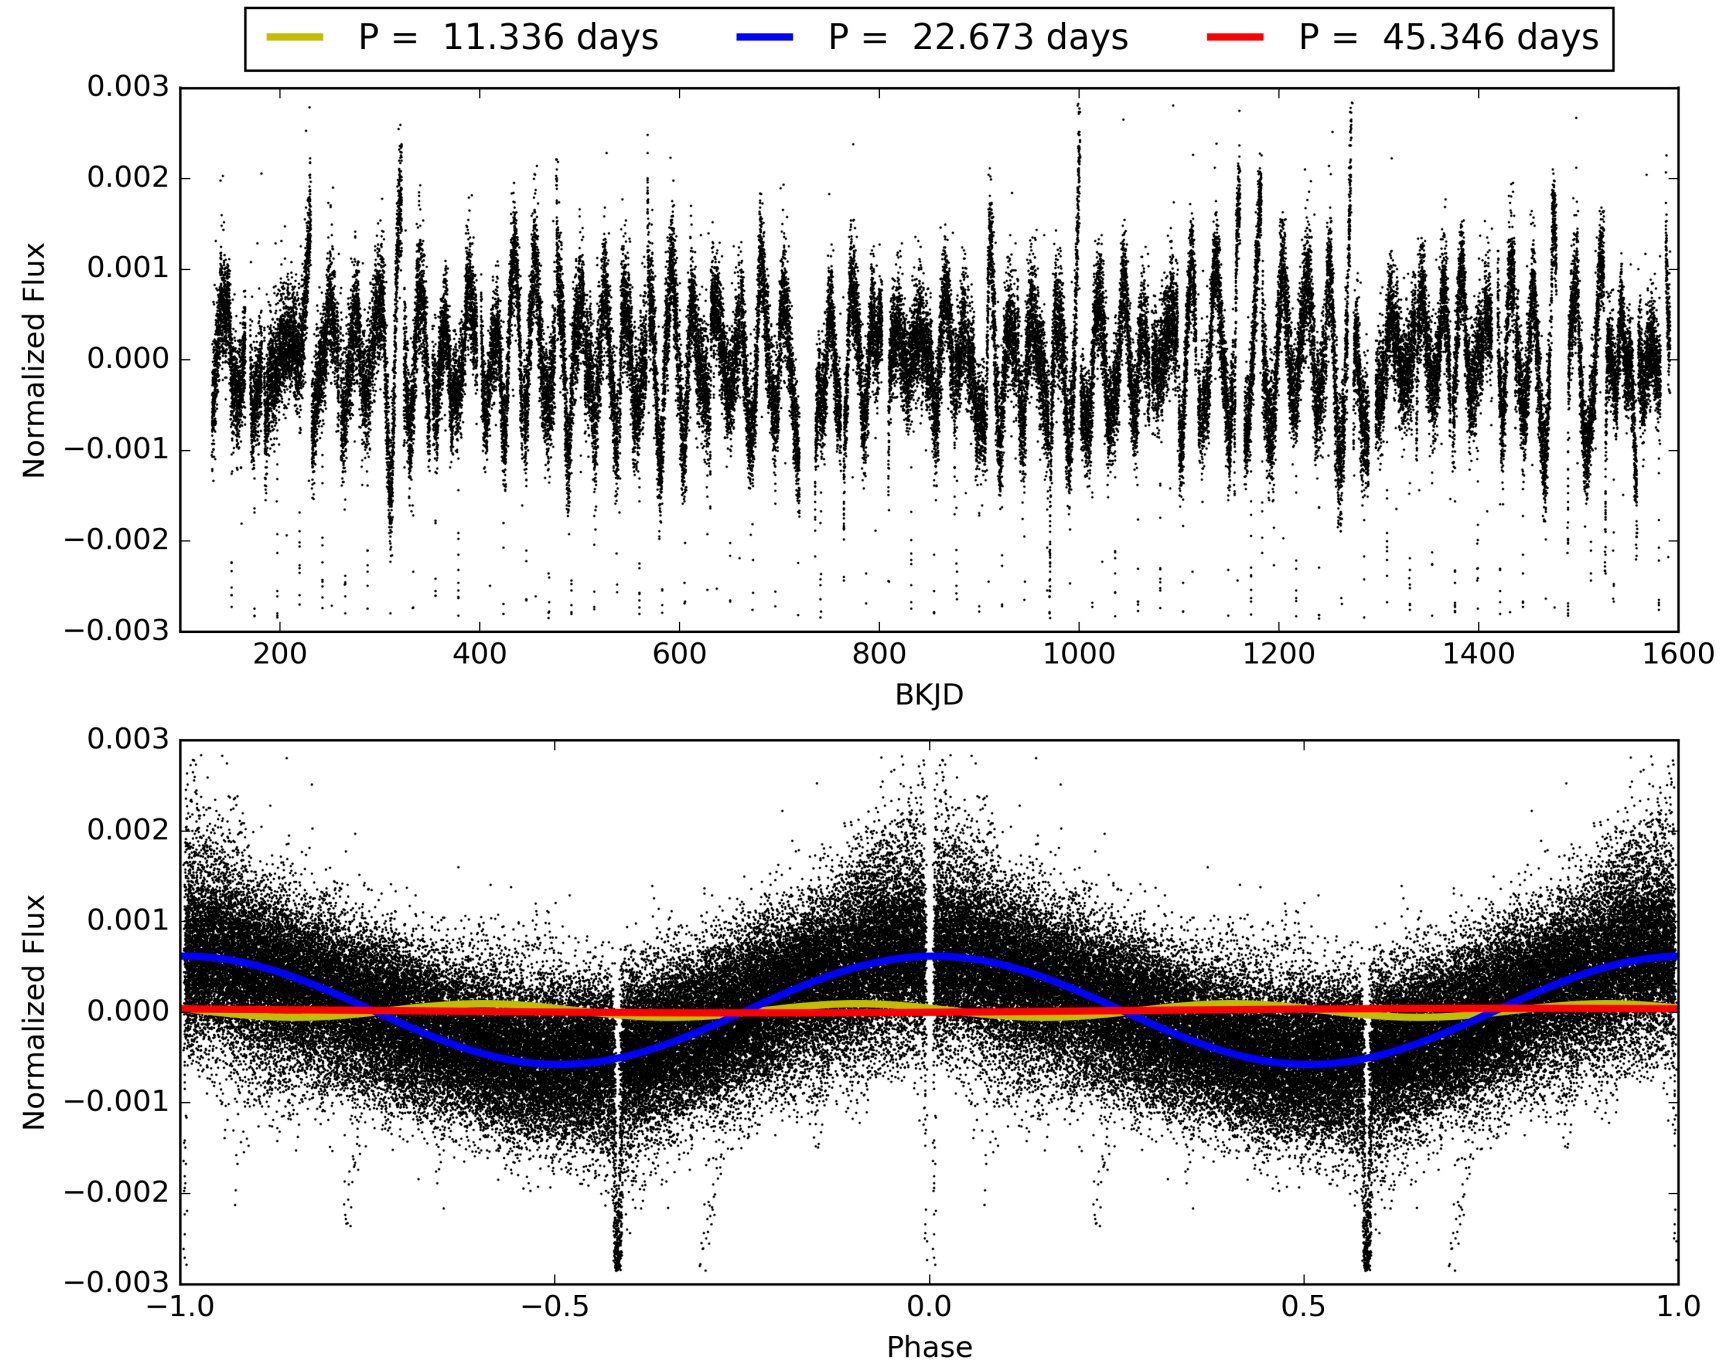 P = 11.336 days P = 22.673 days P = 45.346 days
0.003
0.002
0.001
0.000
−0.001
−0.002
−0.003
Normalized Flux
200 400 600 800 1000 1200 1400 1600
BKJD
0.003
0.002
0.001
0.000
−0.001
−0.002
−0.003
Normalized Flux
−1.0 −0.5 0.0 0.5 1.0
Phase